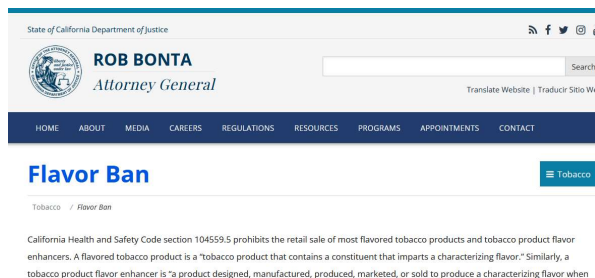 State of California Department of Justice
ROB BONTA
Attorney General
Search
Translate Website | Traducir Sitio We
HOME ABOUT MEDIA CAREERS REGULATIONS RESOURCES PROGRAMS APPOINTMENTS CONTACT
Flavor Ban
Tobacco
Tobacco / Flavor Ban
California Health and Safety Code section 104559.5 prohibits the retail sale of most flavored tobacco products and tobacco product flavor
enhancers. A flavored tobacco product is a “tobacco product that contains a constituent that imparts a characterizing flavor.” Similarly, a
tobacco product flavor enhancer is “a product designed, manufactured, produced, marketed, or sold to produce a characterizing flavor when